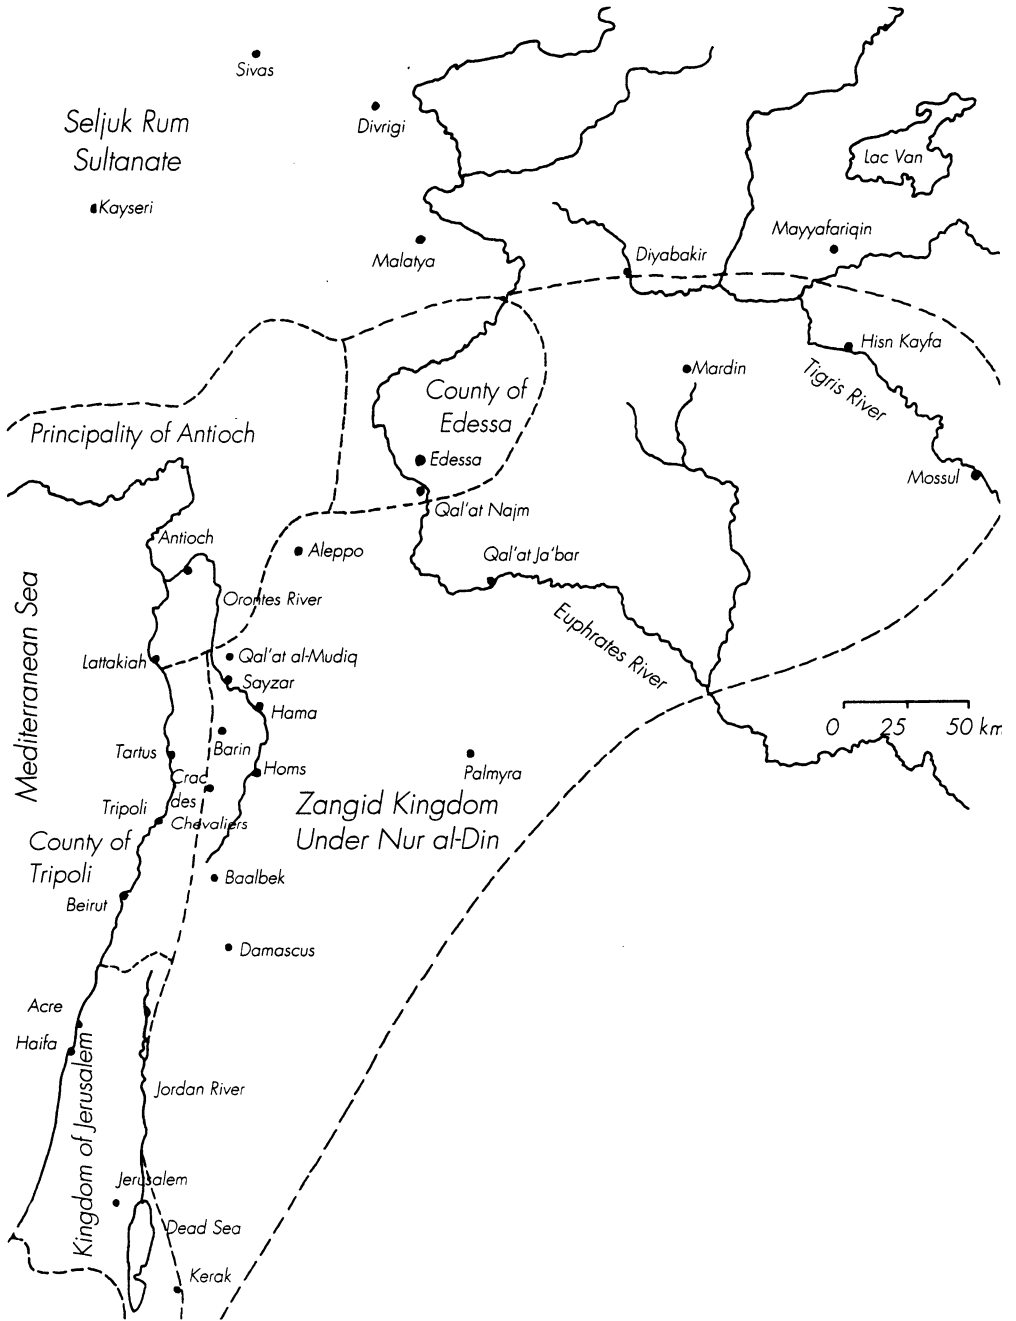 Sivas
Divrigi
Seljuk Rum
Sultanate
Lac Van
Kayseri
Mayyafariqin
Malatya
Diyabakir
Hisn Kayfa
Mardin
Tigris River
County of
Edessa
Principality of Antioch
Edessa
Mossul
Qal'at Najm
Antioch
Aleppo
Qal'at Ja'bar
Mediterranean Sea
Orontes River
Euphrates River
Lattakiah
Qal'at al-Mudiq
Sayzar
Hama
0 25 50 km
Barin
Tartus
Homs
Palmyra
Crac
des
Chevaliers
Tripoli
Zangid Kingdom
Under Nur al-Din
County of
Tripoli
Baalbek
Beirut
Damascus
Acre
Haifa
Kingdom of Jerusalem
Jordan River
Jerusalem
Dead Sea
Kerak